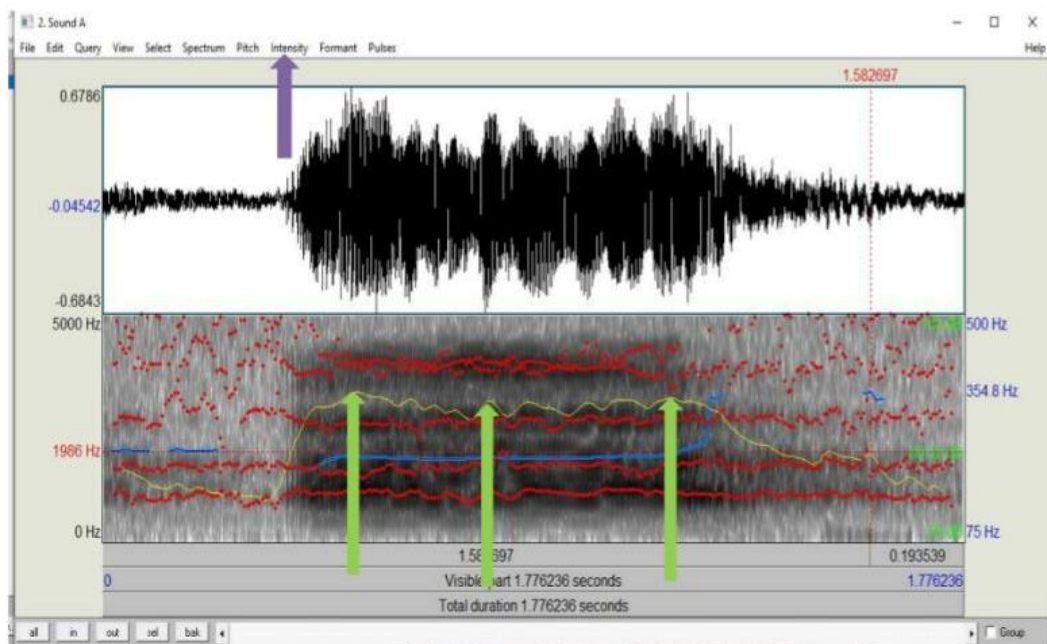 2. Sound A
File Edit Query View Select Spectrum Pitch Intensity Formant Pulses Help
1.582697
0.6786
-0.04542
-0.6843
5000 Hz 500 Hz
354.8 Hz
1986 Hz
0 Hz 75 Hz
0.193539
0 Visible part 1.776236 seconds 1.776236
Total duration 1.776236 seconds
all in out sel bak Group